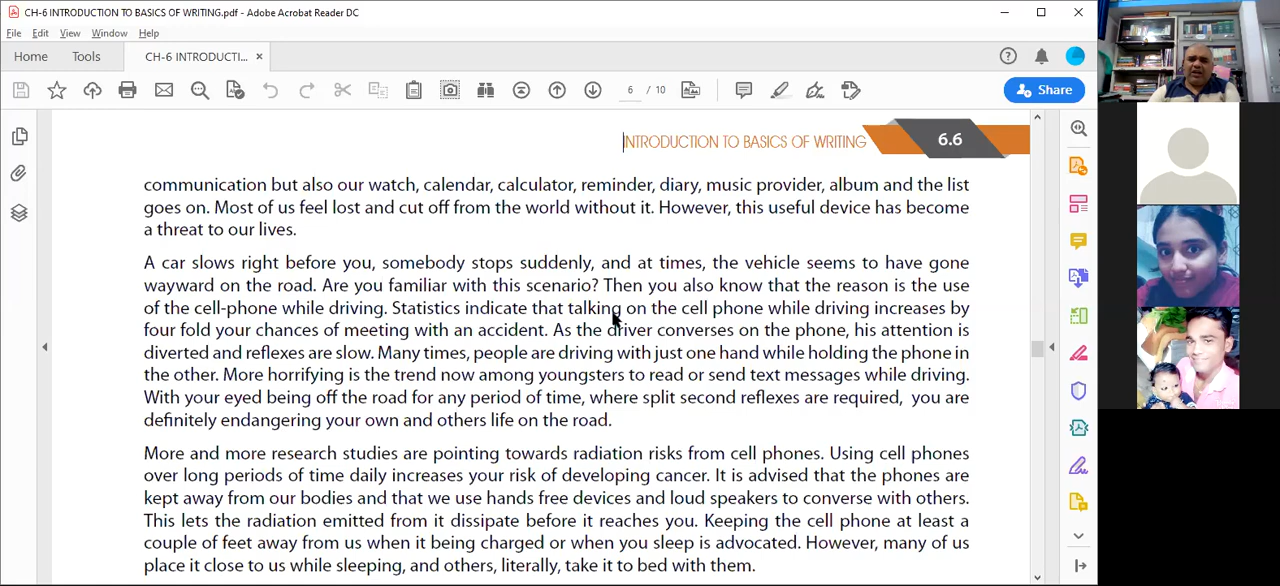 CH-6 INTRODUCTION TO BASICS OF WRITING.pdf - Adobe Acrobat Reader DC
File Edit View Window Help
Home Tools CH-6 INTRODUCTI... ×
6 / 10 Share
INTRODUCTION TO BASICS OF WRITING 6.6
communication but also our watch, calendar, calculator, reminder, diary, music provider, album and the list
goes on. Most of us feel lost and cut off from the world without it. However, this useful device has become
a threat to our lives.
A car slows right before you, somebody stops suddenly, and at times, the vehicle seems to have gone
wayward on the road. Are you familiar with this scenario? Then you also know that the reason is the use
of the cell-phone while driving. Statistics indicate that talking on the cell phone while driving increases by
four fold your chances of meeting with an accident. As the driver converses on the phone, his attention is
diverted and reflexes are slow. Many times, people are driving with just one hand while holding the phone in
the other. More horrifying is the trend now among youngsters to read or send text messages while driving.
With your eyed being off the road for any period of time, where split second reflexes are required, you are
definitely endangering your own and others life on the road.
More and more research studies are pointing towards radiation risks from cell phones. Using cell phones
over long periods of time daily increases your risk of developing cancer. It is advised that the phones are
kept away from our bodies and that we use hands free devices and loud speakers to converse with others.
This lets the radiation emitted from it dissipate before it reaches you. Keeping the cell phone at least a
couple of feet away from us when it being charged or when you sleep is advocated. However, many of us
place it close to us while sleeping, and others, literally, take it to bed with them.